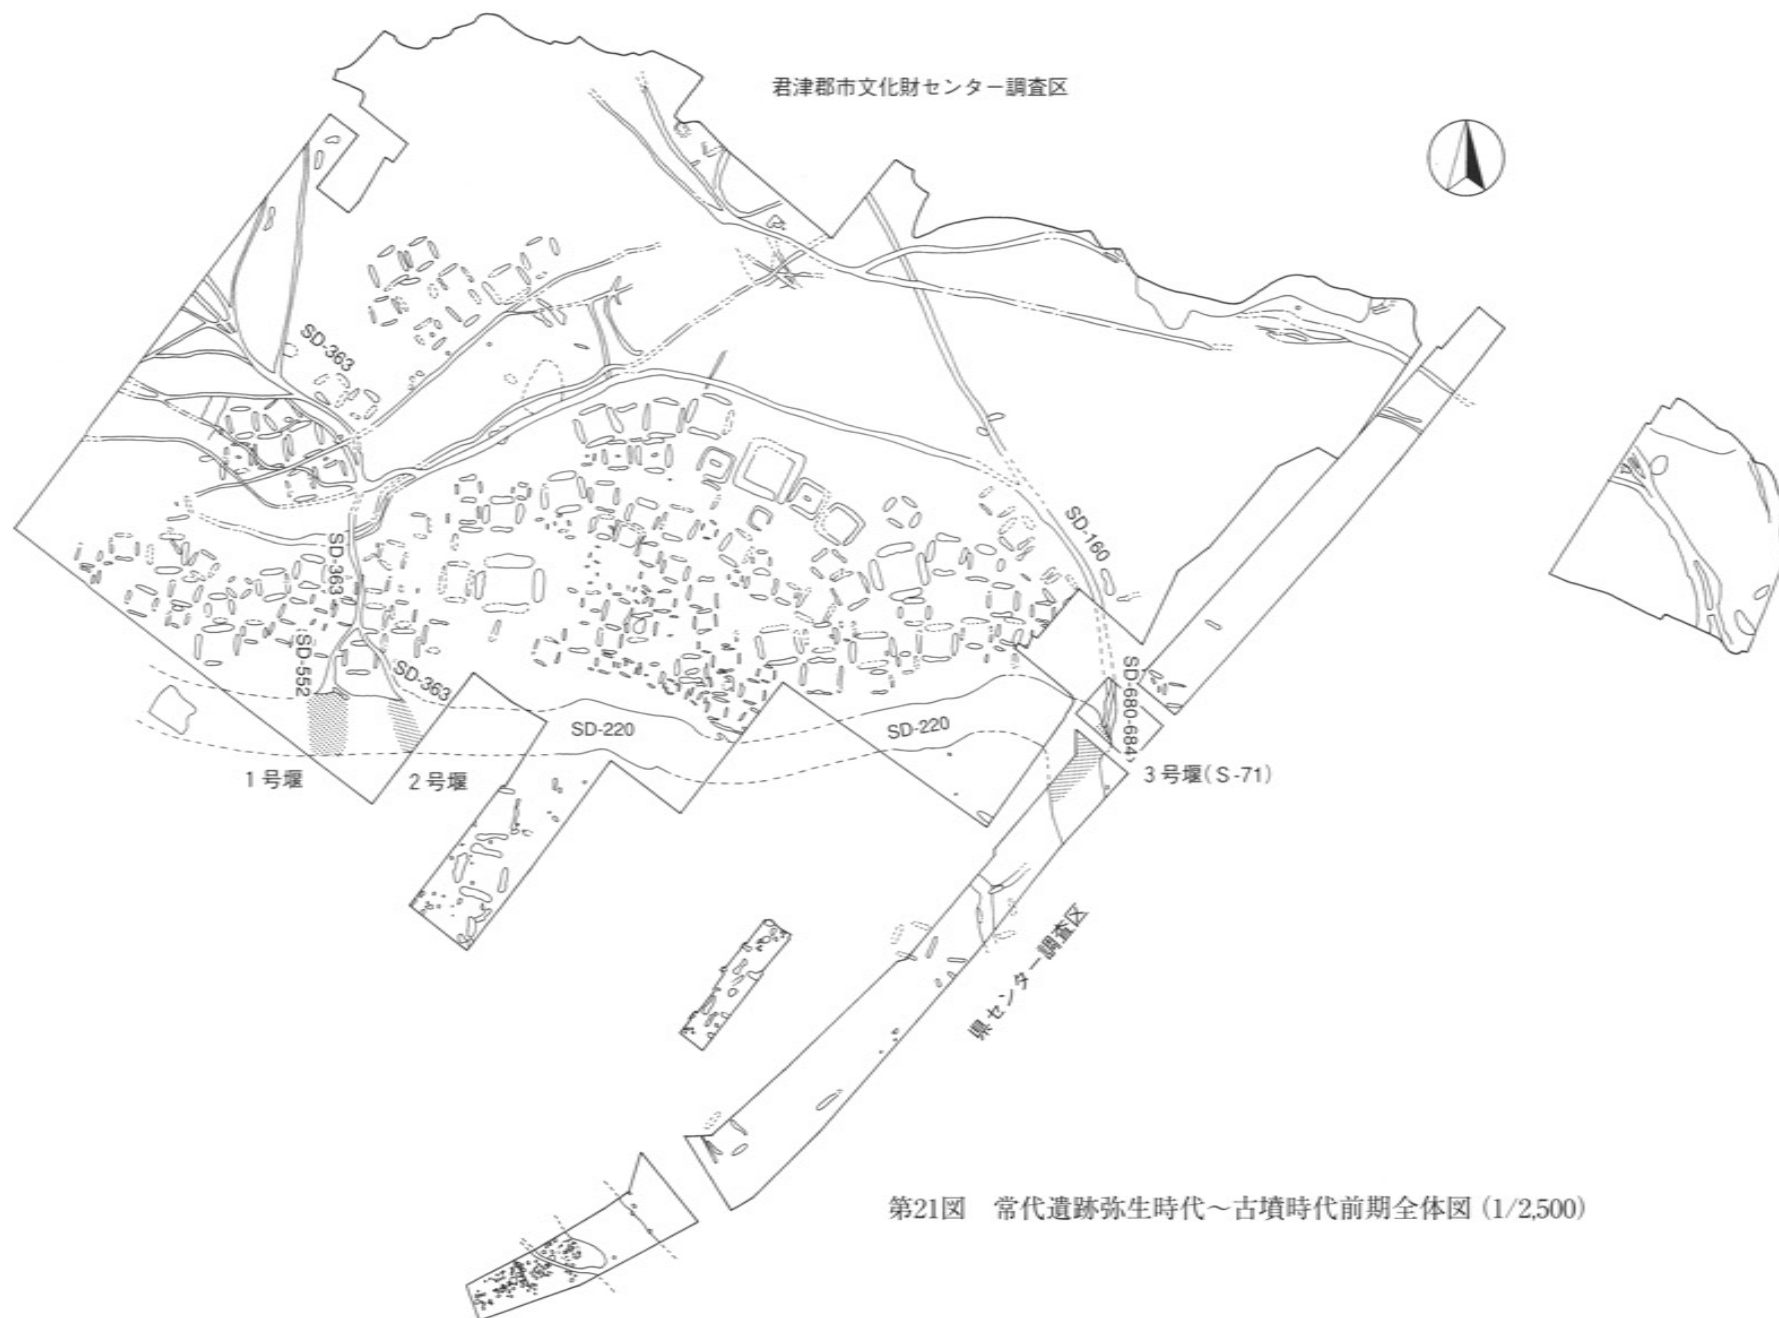 君津郡市文化財センター調査区
SD-363
SD-160
SD-363
SD-552
SD-363
SD-220
SD-220
SD-680・684
1号堰
2号堰
3号堰(S-71)
県センター調査区
第21図　常代遺跡弥生時代～古墳時代前期全体図 (1/2,500)